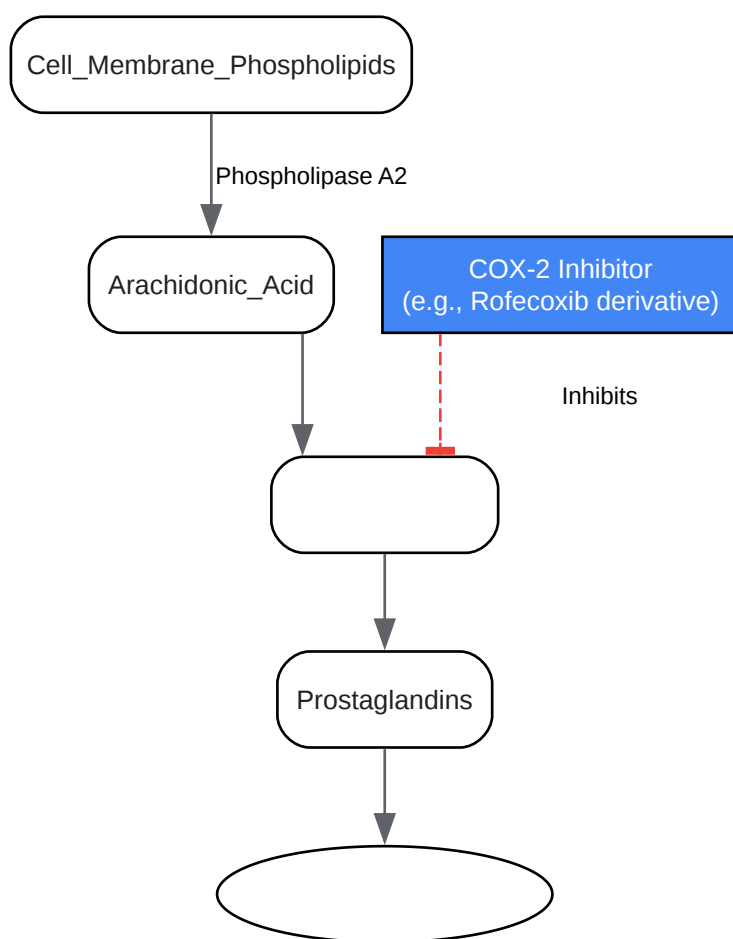 Cell_Membrane_Phospholipids
Phospholipase A2
Arachidonic_Acid
COX-2 Inhibitor
(e.g., Rofecoxib derivative)
Inhibits
Prostaglandins